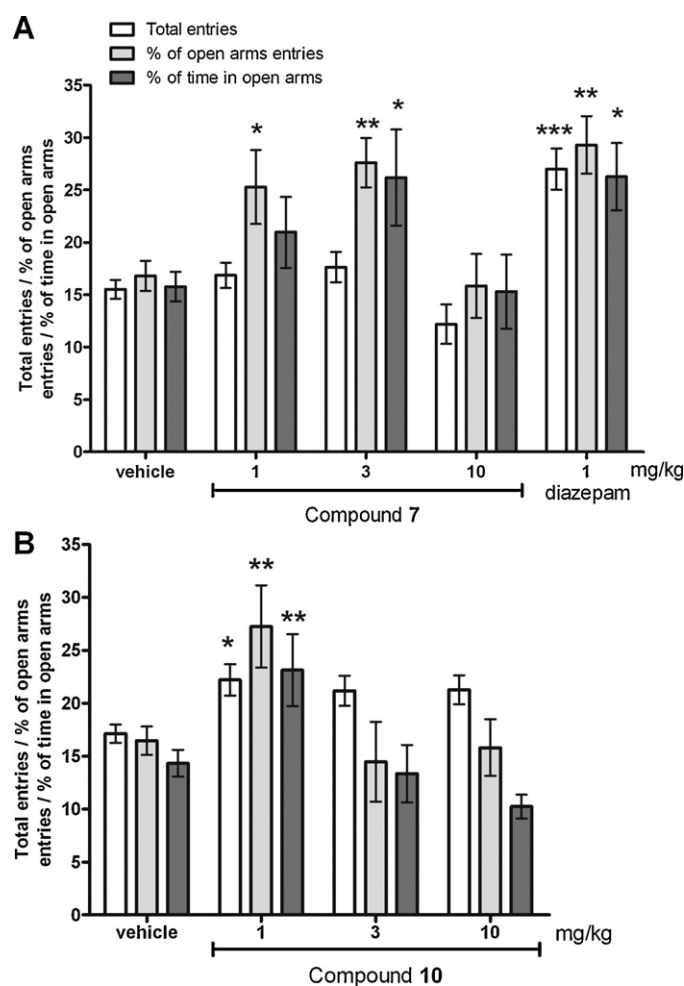 A
Total entries
% of open arms entries
% of time in open arms
Total entries / % of open arms
entries / % of time in open arms
35
30
25
20
15
10
5
0
*
**
*
***
**
*
vehicle 1 3 10 1 mg/kg
diazepam
Compound 7
B
Total entries / % of open arms
entries / % of time in open arms
35
30
25
20
15
10
5
0
*
**
**
vehicle 1 3 10 mg/kg
Compound 10